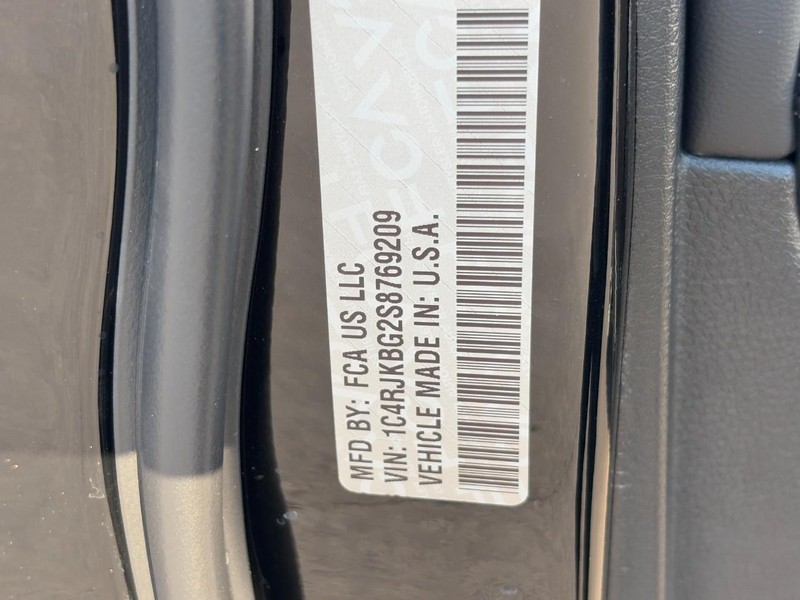 MFD BY: FCA US LLC
VIN: 1C4RJKBG2S8769209
VEHICLE MADE IN: U.S.A.